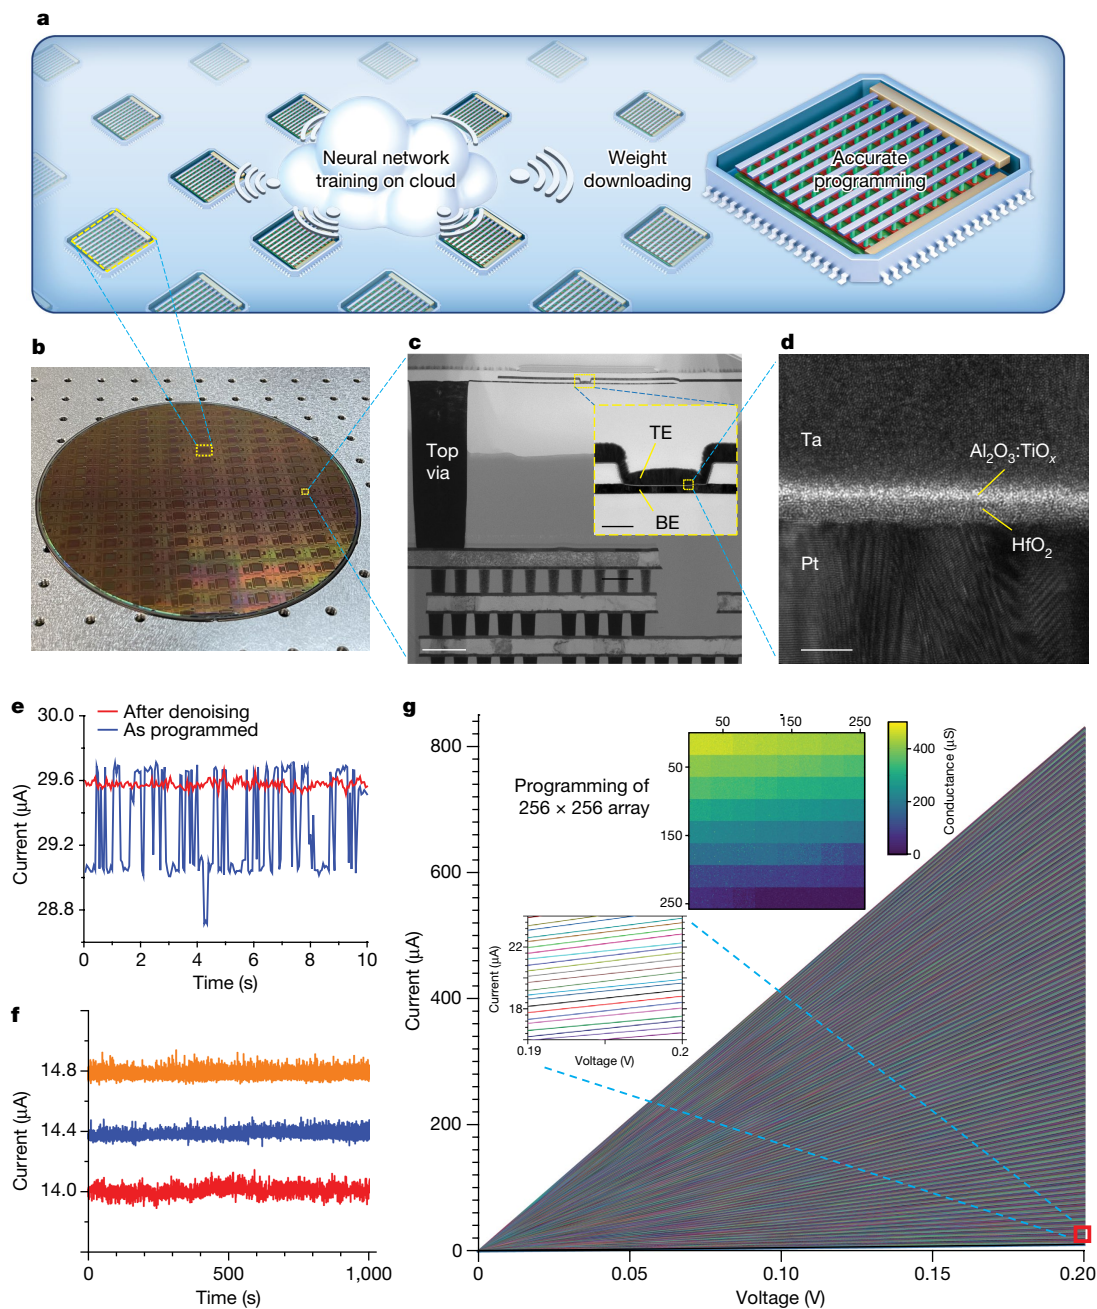 a
Neural network
training on cloud
Weight
downloading
Accurate
programming
b
c
d
Top
via
TE
BE
Ta
Al2O3:TiOx
HfO2
Pt
e
After denoising
As programmed
30.0
29.6
29.2
28.8
Current (µA)
0 2 4 6 8 10
Time (s)
f
14.8
14.4
14.0
Current (µA)
0 500 1,000
Time (s)
g
800
600
400
200
0
Current (µA)
0 0.05 0.10 0.15 0.20
Voltage (V)
Programming of
256 × 256 array
50 150 250
50
150
250
400
200
0
Conductance (µS)
22
18
Current (µA)
0.19 0.2
Voltage (V)